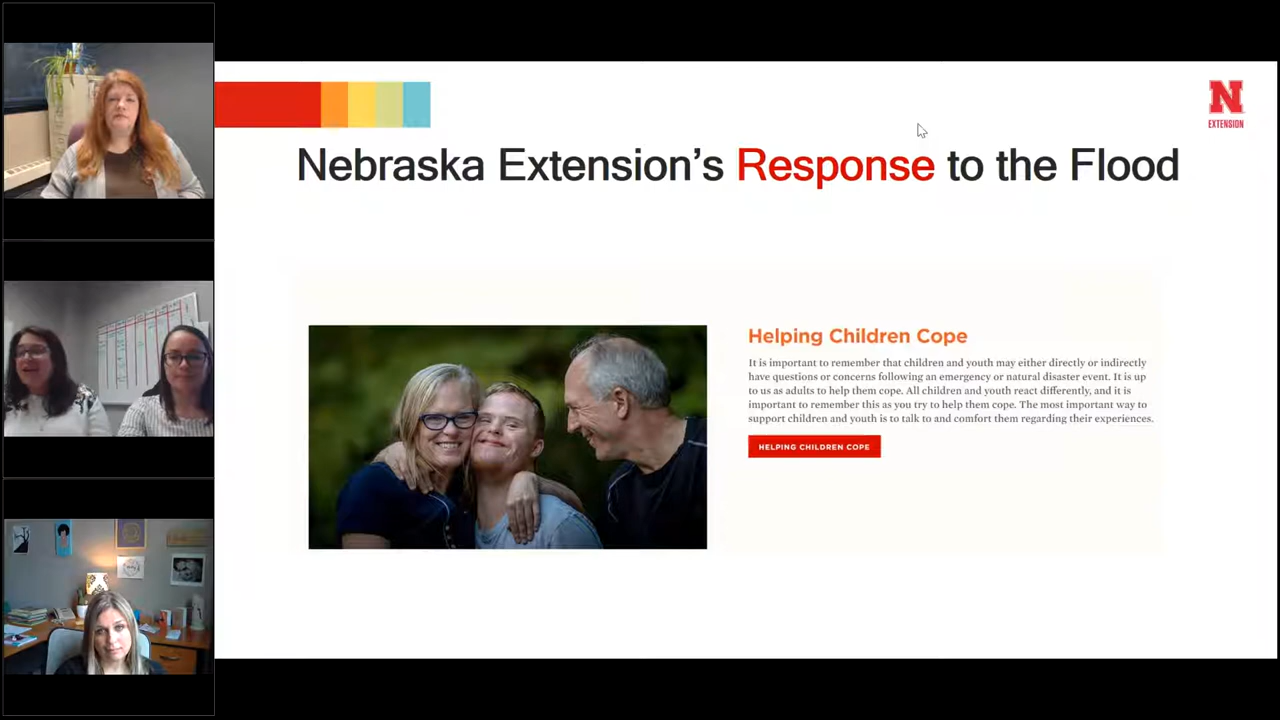 N
EXTENSION
Nebraska Extension’s Response to the Flood
Helping Children Cope
It is important to remember that children and youth may either directly or indirectly
have questions or concerns following an emergency or natural disaster event. It is up
to us as adults to help them cope. All children and youth react differently, and it is
important to remember this as you try to help them cope. The most important way to
support children and youth is to talk to and comfort them regarding their experiences.
HELPING CHILDREN COPE